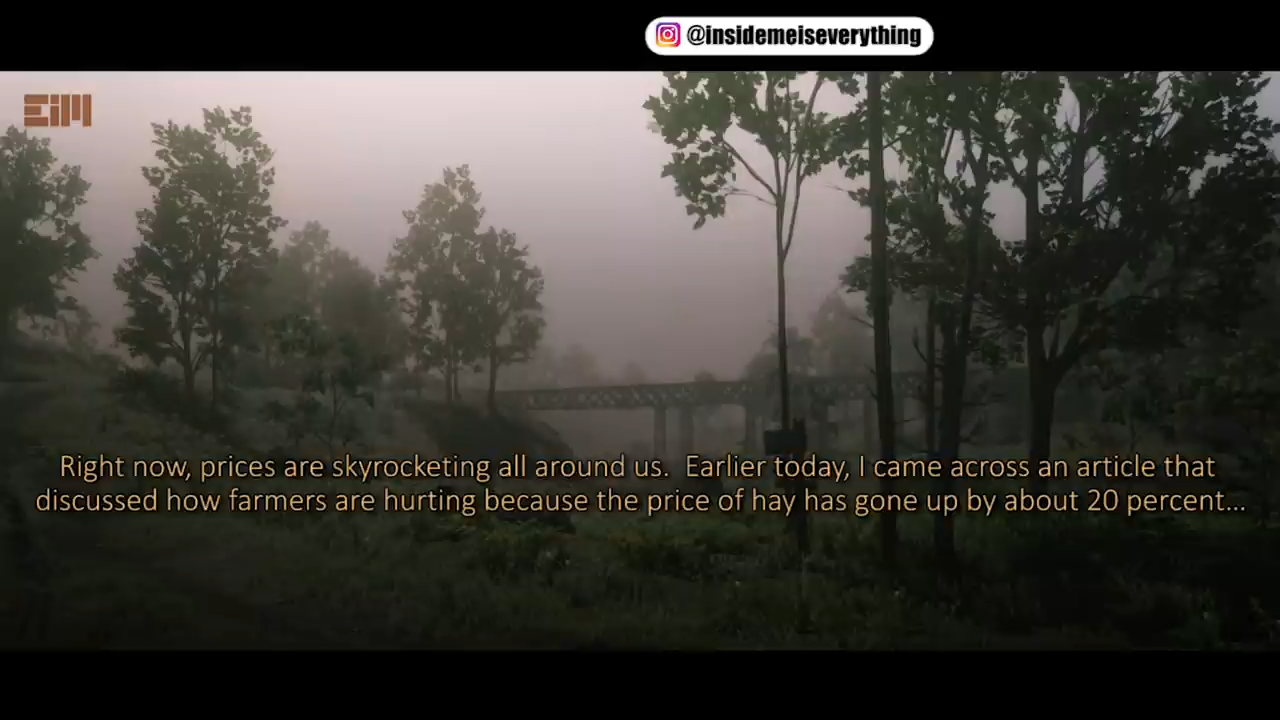 @insidemeiseverything
EiM
Right now, prices are skyrocketing all around us.  Earlier today, I came across an article that
discussed how farmers are hurting because the price of hay has gone up by about 20 percent...